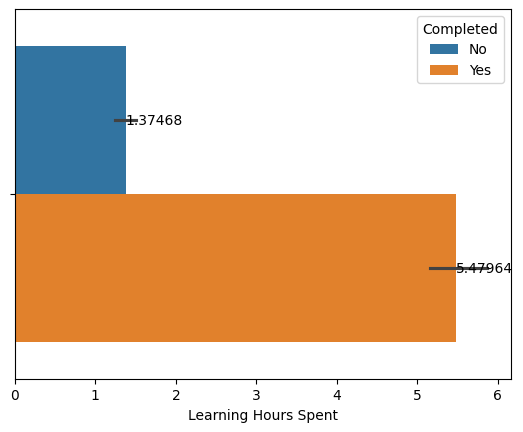 Completed
No
Yes
1.37468
5.47964
0 1 2 3 4 5 6
Learning Hours Spent